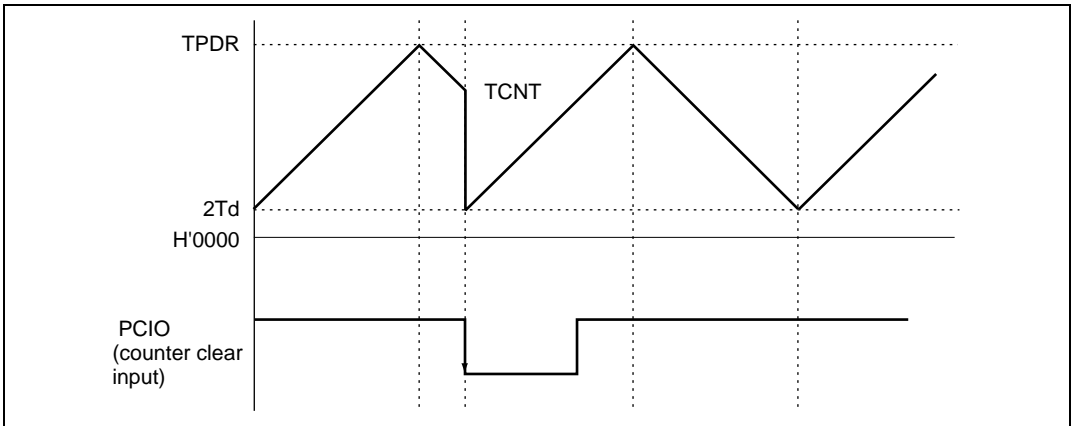 TPDR
TCNT
2Td
H'0000
PCIO
(counter clear
input)